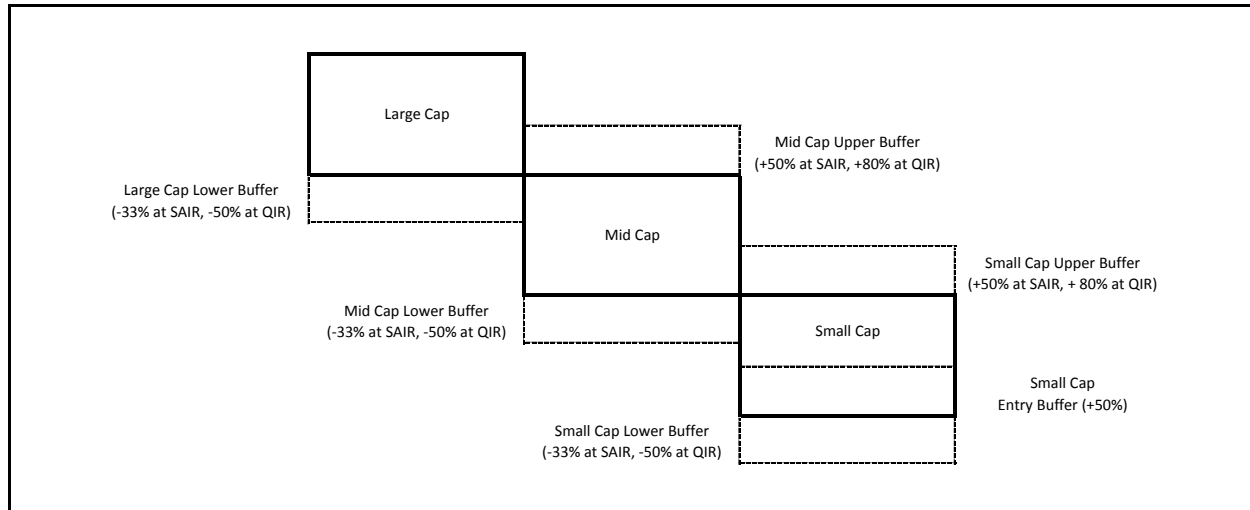 Large Cap
Mid Cap Upper Buffer
(+50% at SAIR, +80% at QIR)
Large Cap Lower Buffer
(-33% at SAIR, -50% at QIR)
Mid Cap
Small Cap Upper Buffer
(+50% at SAIR, + 80% at QIR)
Mid Cap Lower Buffer
(-33% at SAIR, -50% at QIR)
Small Cap
Small Cap
Entry Buffer (+50%)
Small Cap Lower Buffer
(-33% at SAIR, -50% at QIR)